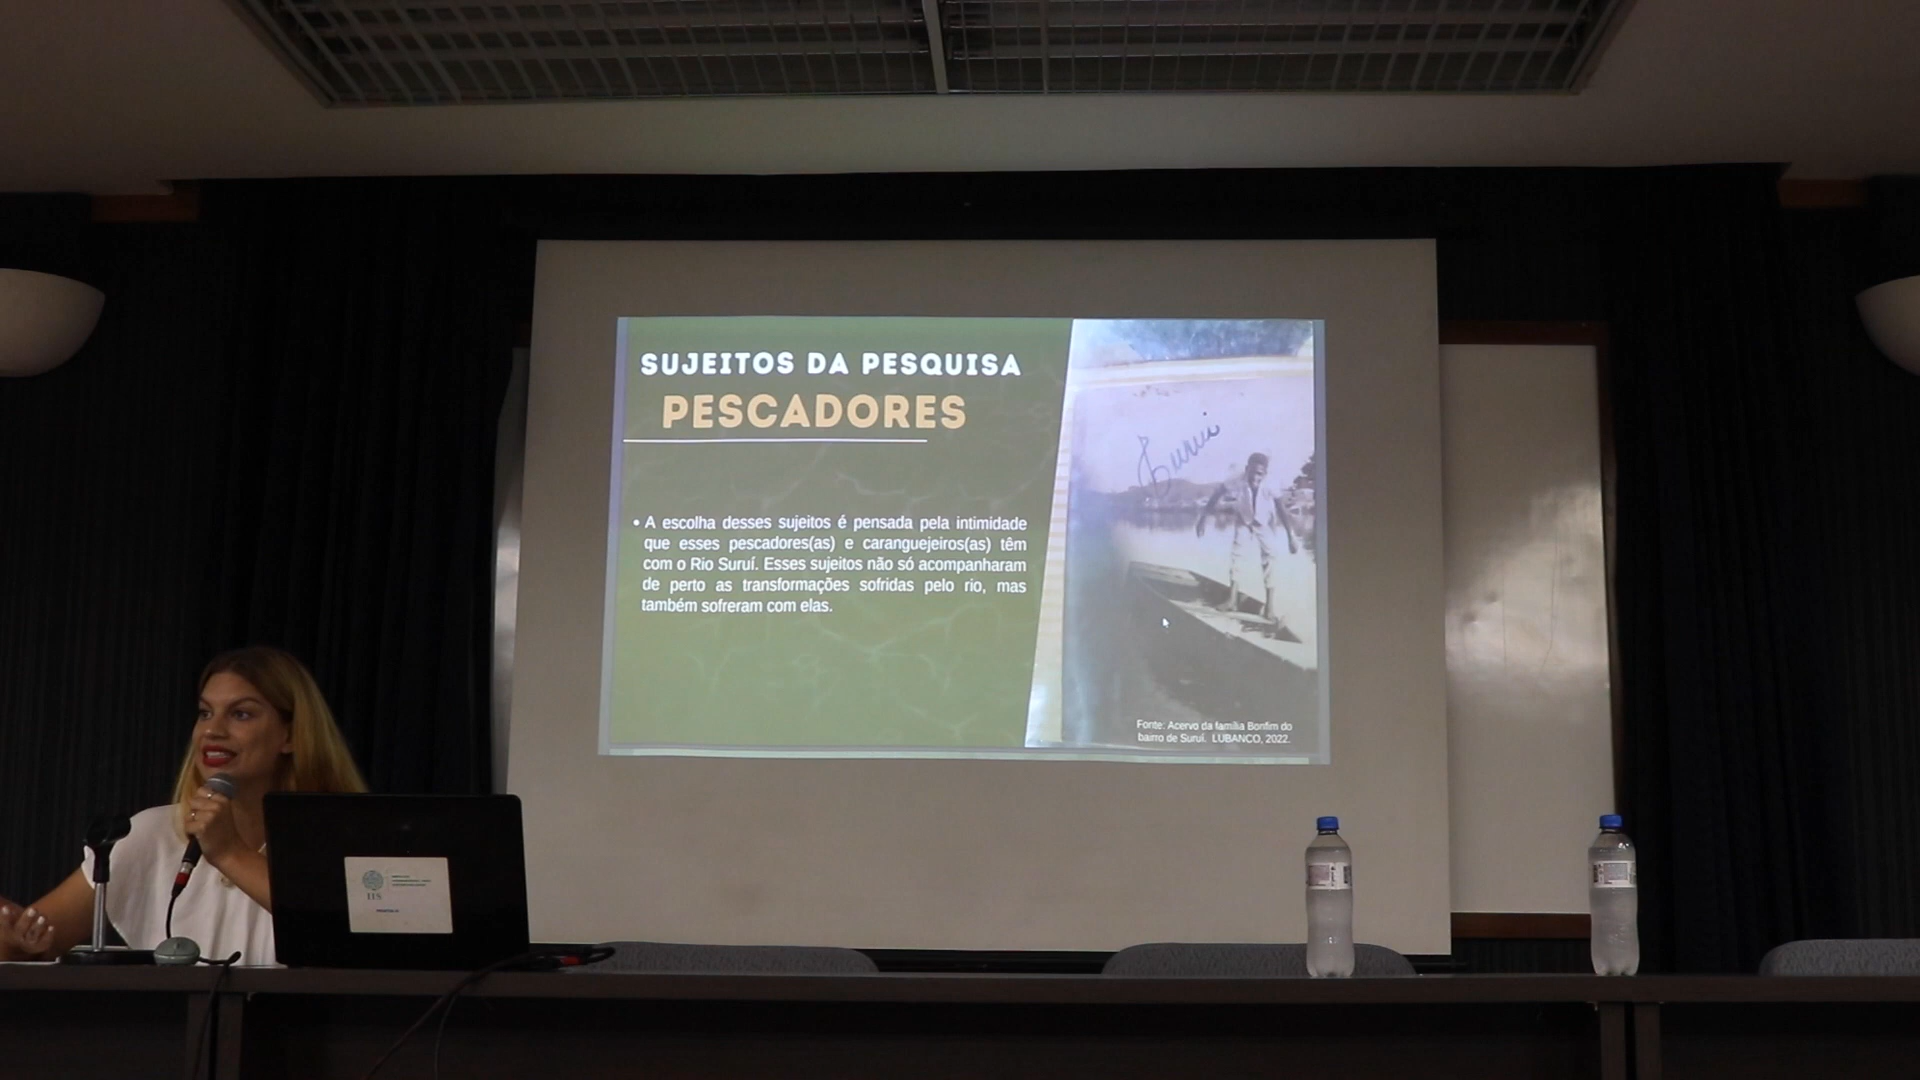 SUJEITOS DA PESQUISA
PESCADORES
• A escolha desses sujeitos é pensada pela intimidade
que esses pescadores(as) e caranguejeiros(as) têm
com o Rio Suruí. Esses sujeitos não só acompanharam
de perto as transformações sofridas pelo rio, mas
também sofreram com elas.
Suruí
Fonte: Acervo da família Bonfim do
bairro de Suruí. LUBANCO, 2022.